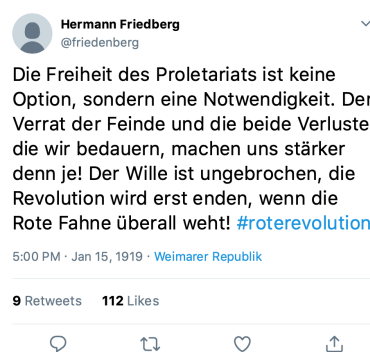 Hermann Friedberg
@friedenberg
Die Freiheit des Proletariats ist keine
Option, sondern eine Notwendigkeit. Der
Verrat der Feinde und die beide Verluste
die wir bedauern, machen uns stärker
denn je! Der Wille ist ungebrochen, die
Revolution wird erst enden, wenn die
Rote Fahne überall weht! #roterevolution
5:00 PM · Jan 15, 1919 · Weimarer Republik
9 Retweets 112 Likes